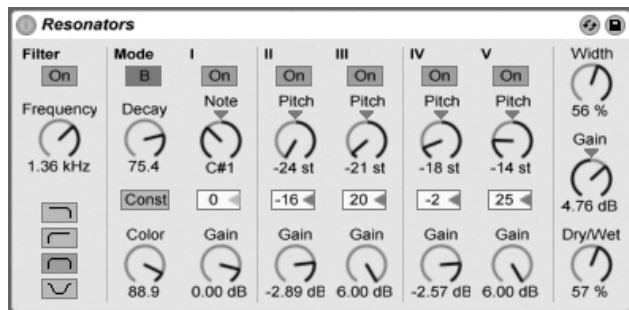 Resonators
Filter Mode I II III IV V Width
On B On On On On On
56 %
Frequency Decay Note Pitch Pitch Pitch Pitch
Gain
1.36 kHz 75.4 C#1 -24 st -21 st -18 st -14 st
Const 0 -16 20 -2 25
4.76 dB
Color Gain Gain Gain Gain Gain Dry/Wet
88.9 0.00 dB -2.89 dB 6.00 dB -2.57 dB 6.00 dB 57 %